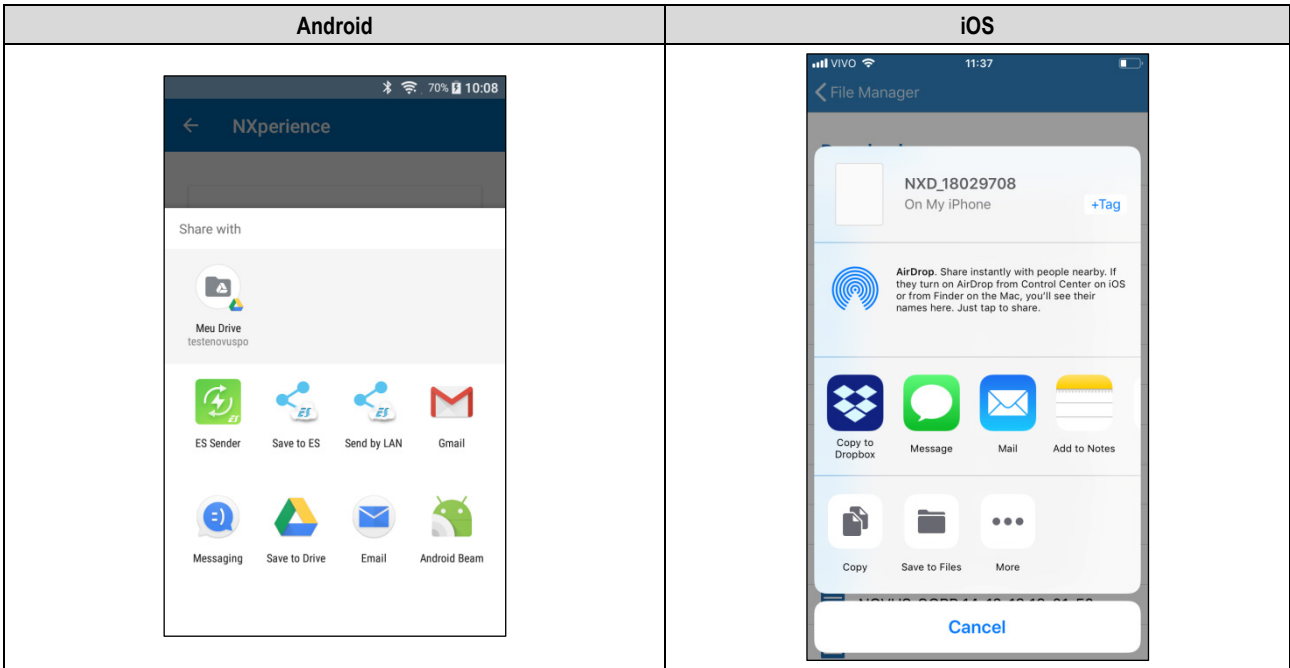 Android
iOS
70% 10:08
NXperience
Share with
Meu Drive
testenovuspo
ES Sender
Save to ES
Send by LAN
Gmail
Messaging
Save to Drive
Email
Android Beam
VIVO
11:37
File Manager
NXD_18029708
On My iPhone
+Tag
AirDrop. Share instantly with people nearby. If
they turn on AirDrop from Control Center on iOS
or from Finder on the Mac, you'll see their
names here. Just tap to share.
Copy to
Dropbox
Message
Mail
Add to Notes
Copy
Save to Files
More
Cancel